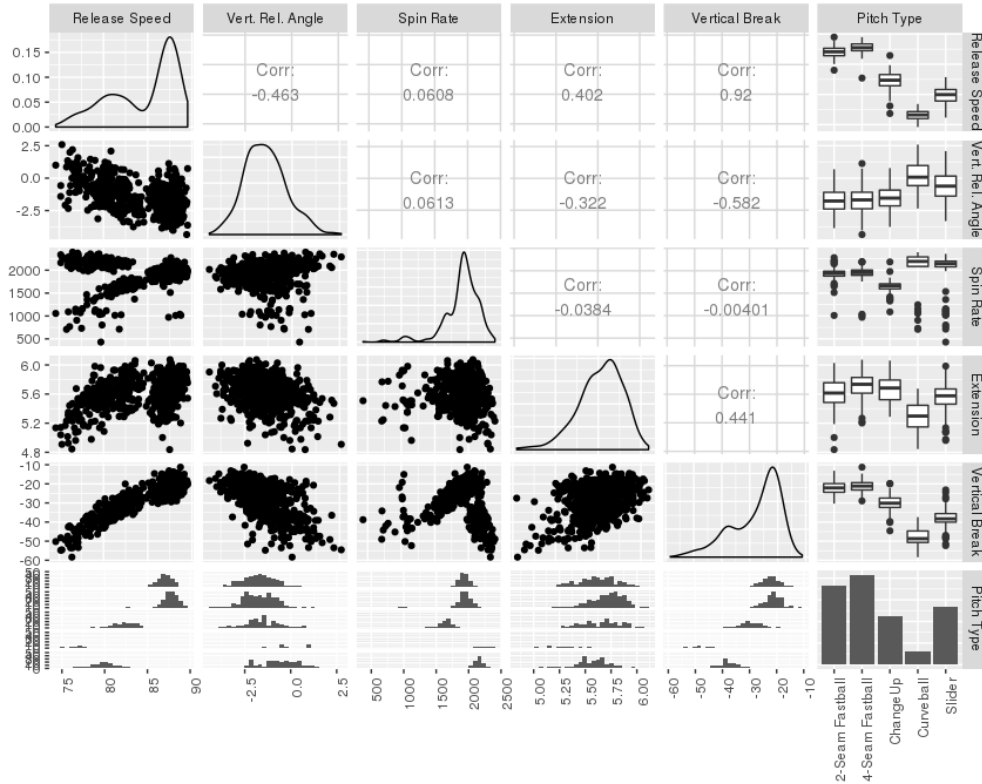 Release Speed Vert. Rel. Angle Spin Rate Extension Vertical Break Pitch Type
0.15
0.10
0.05
0.00
Corr:
-0.463
Corr:
0.0608
Corr:
0.402
Corr:
0.92
Release Speed
2.5
0.0
-2.5
Corr:
0.0613
Corr:
-0.322
Corr:
-0.582
Vert. Rel. Angle
2000
1500
1000
500
Corr:
-0.0384
Corr:
-0.00401
Spin Rate
6.0
5.6
5.2
4.8
Corr:
0.441
Extension
-10
-20
-30
-40
-50
-60
Vertical Break
Pitch Type
75 80 85 90
-2.5 0.0 2.5
500 1000 1500 2000 2500
5.00 5.25 5.50 5.75 6.00
-60 -50 -40 -30 -20 -10
2-Seam Fastball
4-Seam Fastball
ChangeUp
Curveball
Slider